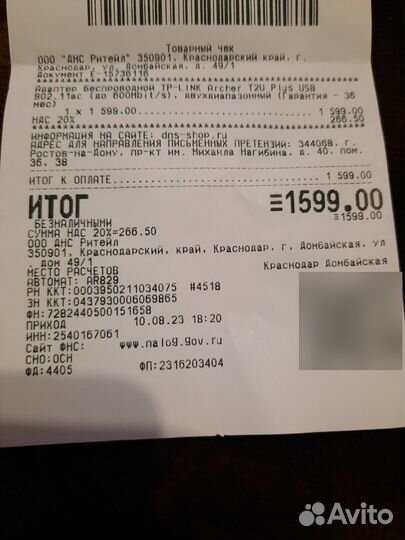 Товарный чек
ООО "ДНС Ритейл" 350901, Краснодарский край, г.
Краснодар, ул. Домбайская, д. 49/1
Документ Е-15736116
Адаптер беспроводной TP-LINK Archer T2U Plus USB
802.11ac (до 600Mbit/s), двухдиапазонный (Гарантия - 36
мес)
1 x 1 599.00 1 599.00
НДС 20% 266.50
ИНФОРМАЦИЯ НА САЙТЕ: dns-shop.ru
АДРЕС ДЛЯ НАПРАВЛЕНИЯ ПИСЬМЕННЫХ ПРЕТЕНЗИЙ: 344068, г.
Ростов-на-Дону, пр-кт им. Михаила Нагибина, д. 40, пом.
36, 38
ИТОГ К ОПЛАТЕ 1 599.00
ИТОГ ≡1599.00
БЕЗНАЛИЧНЫМИ ≡1599.00
СУММА НДС 20%=266.50
ООО ДНС Ритейл
350901, Краснодарский край, Краснодар, г. Домбайская, ул
. дом 49/1
МЕСТО РАСЧЕТОВ Краснодар Домбайская
АВТОМАТ: AR829
РН ККТ:0003950211034075 #4518
ЗН ККТ:0437930006069865
ФН:7282440500151658
ПРИХОД 10.08.23 18:20
ИНН:2540167061
Сайт ФНС: www.nalog.gov.ru
СНО:ОСН
ФД:4405 ФП:2316203404
Avito